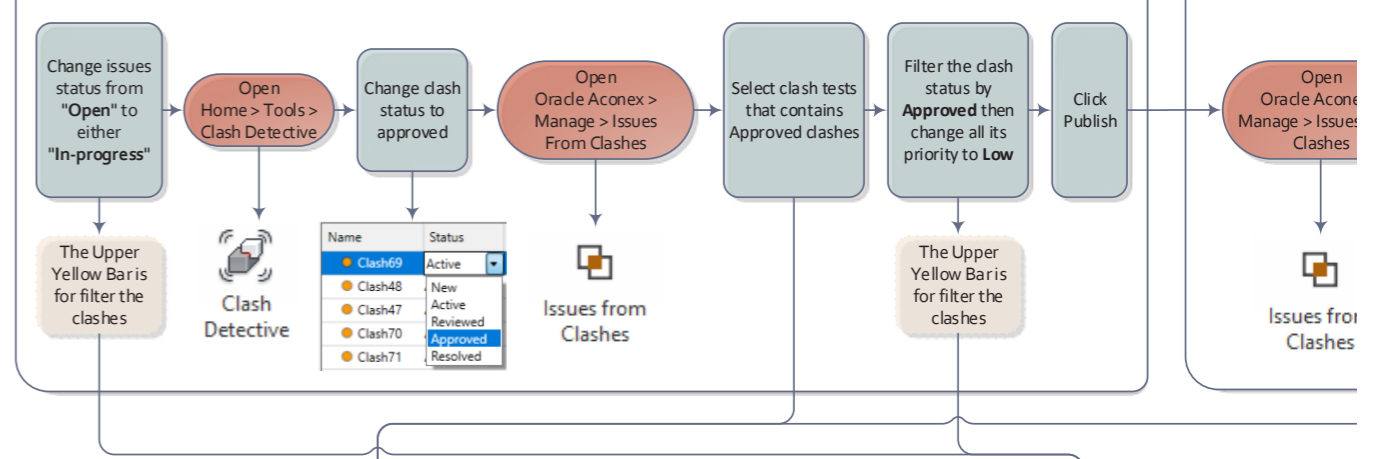 Change issues
status from
"Open" to
either
"In-progress"
Open
Home > Tools >
Clash Detective
Change clash
status to
approved
Open
Oracle Aconex >
Manage > Issues
From Clashes
Select clash tests
that contains
Approved clashes
Filter the clash
status by
Approved then
change all its
priority to Low
Click
Publish
Open
Oracle Acone
Manage > Issues
Clashes
The Upper
Yellow Bar is
for filter the
clashes
Clash
Detective
Name Status
Clash69 Active
Clash48
Clash47
Clash70
Clash71
New
Active
Reviewed
Approved
Resolved
Issues from
Clashes
The Upper
Yellow Bar is
for filter the
clashes
Issues from
Clashes